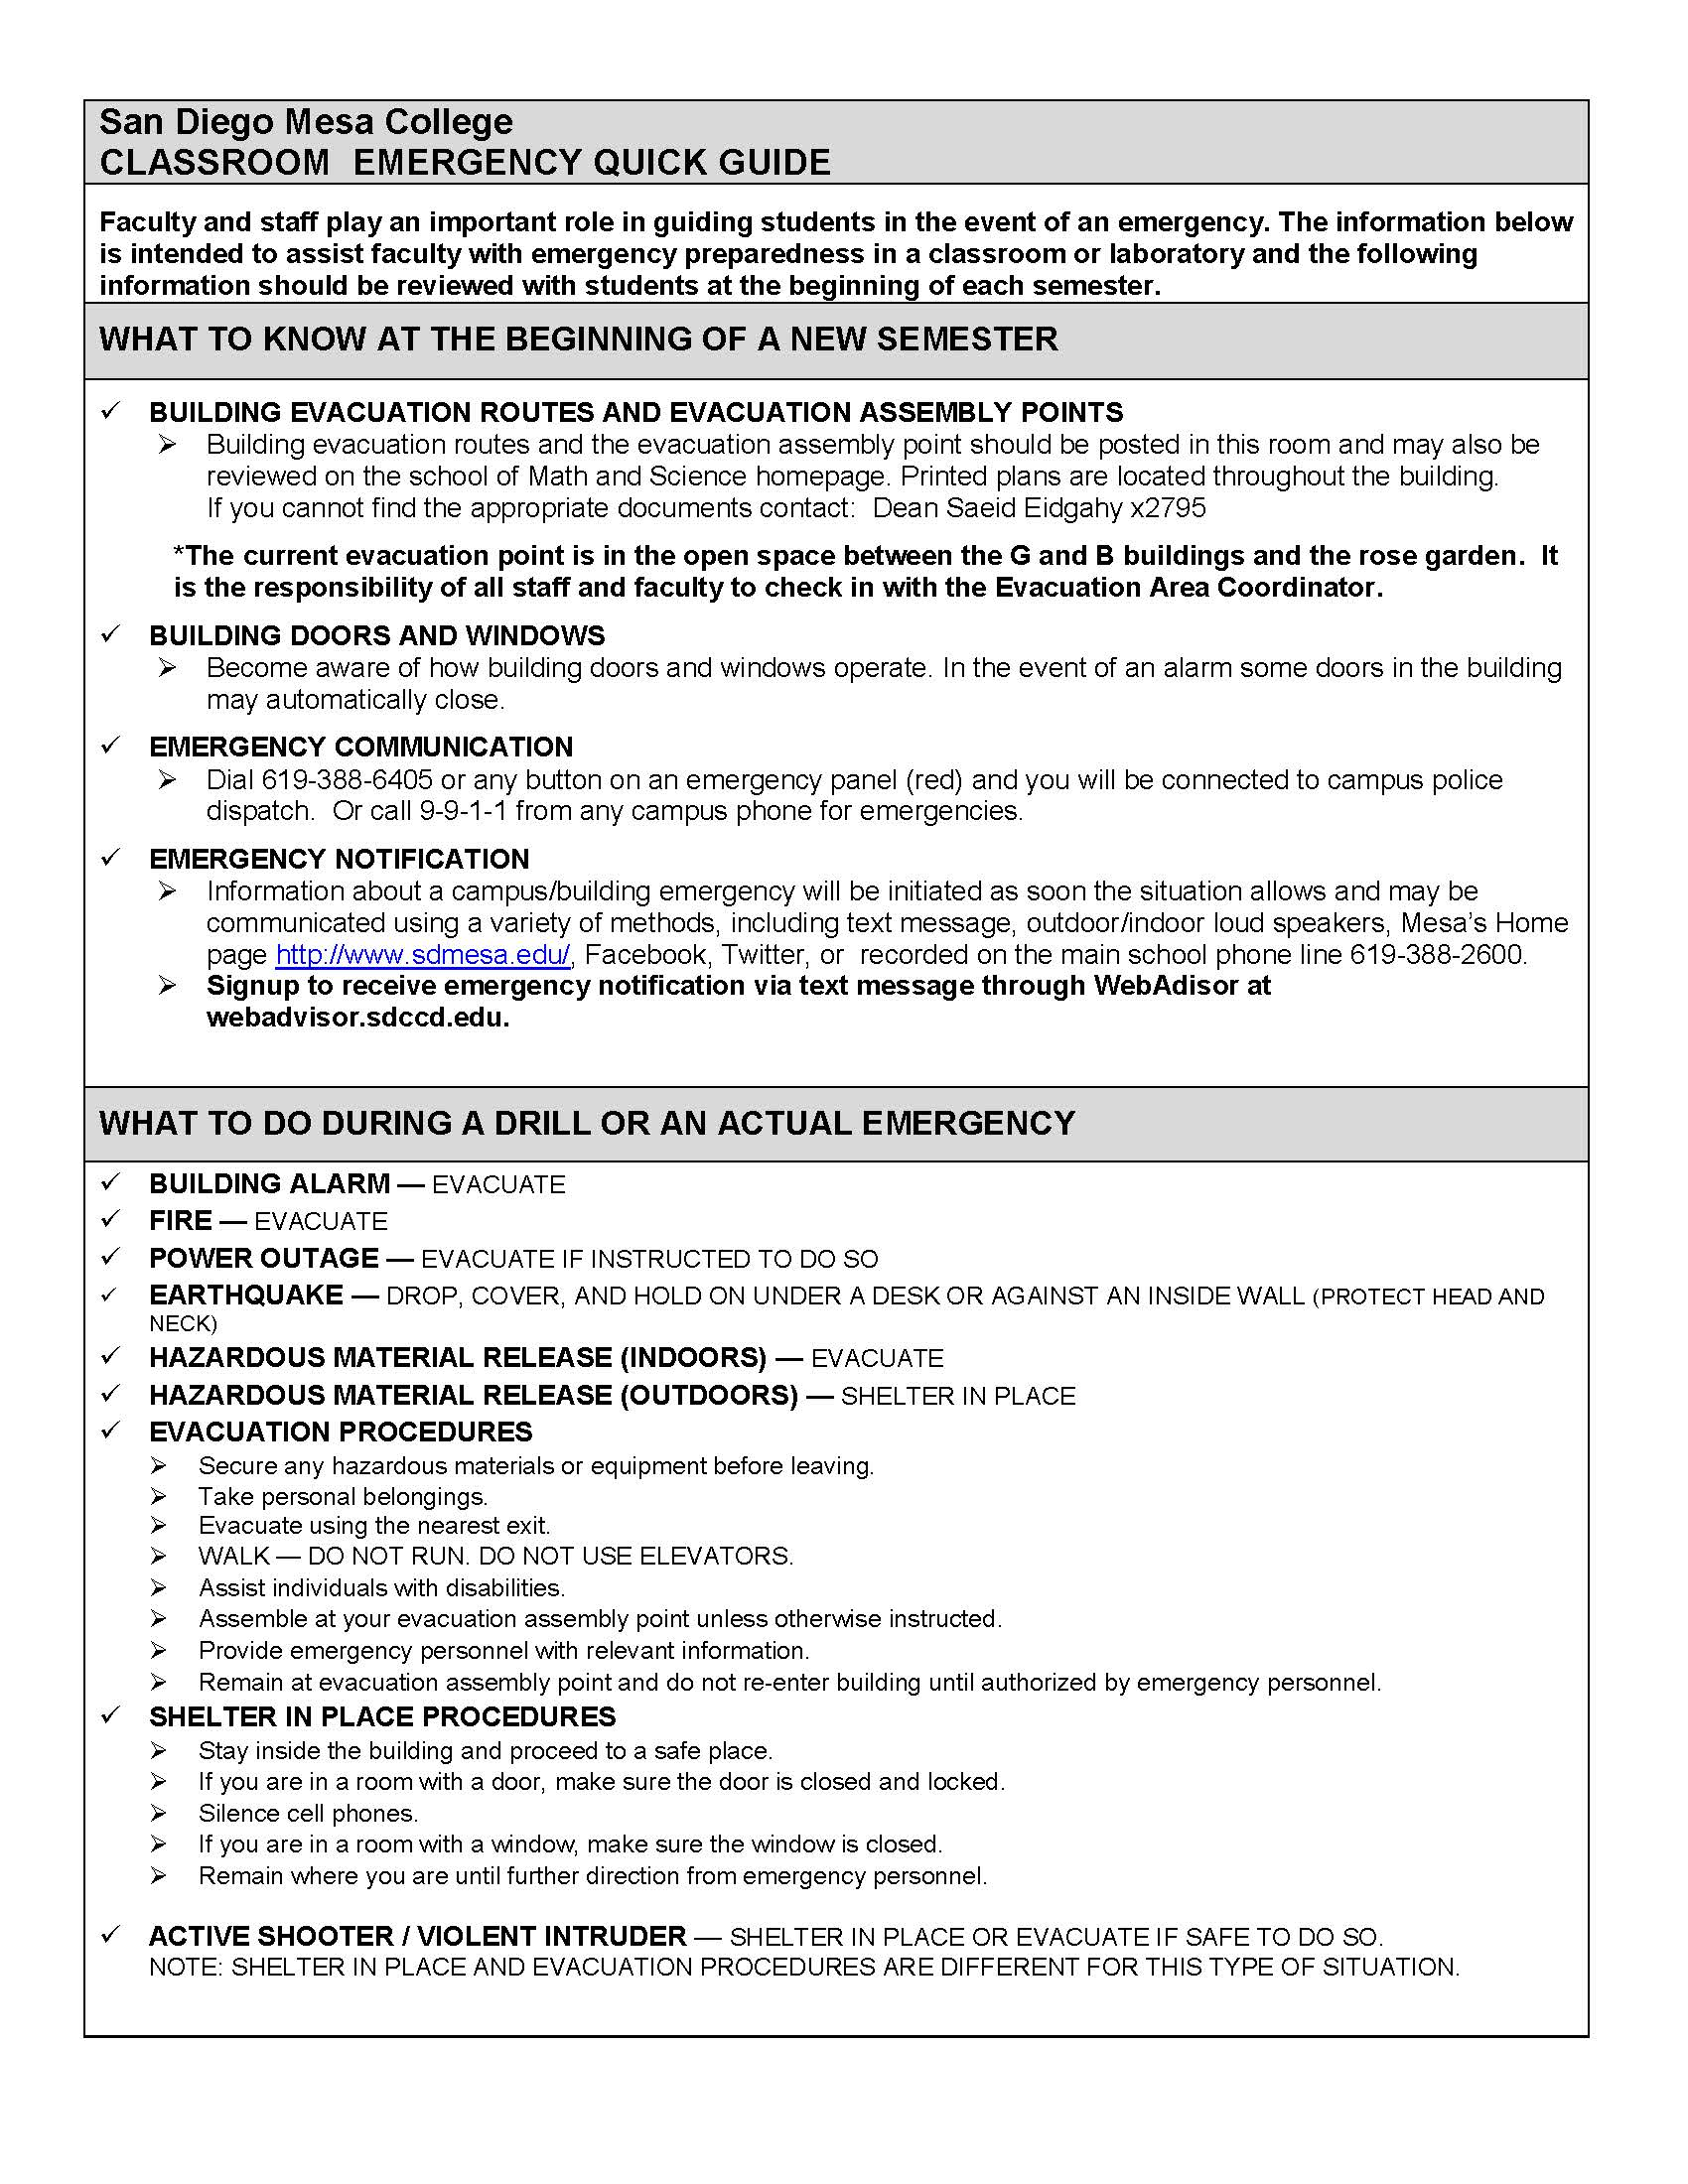 San Diego Mesa College
CLASSROOM  EMERGENCY QUICK GUIDE
Faculty and staff play an important role in guiding students in the event of an emergency. The information below
is intended to assist faculty with emergency preparedness in a classroom or laboratory and the following
information should be reviewed with students at the beginning of each semester.
WHAT TO KNOW AT THE BEGINNING OF A NEW SEMESTER
✓ BUILDING EVACUATION ROUTES AND EVACUATION ASSEMBLY POINTS
➢ Building evacuation routes and the evacuation assembly point should be posted in this room and may also be
reviewed on the school of Math and Science homepage. Printed plans are located throughout the building.
If you cannot find the appropriate documents contact:  Dean Saeid Eidgahy x2795
*The current evacuation point is in the open space between the G and B buildings and the rose garden.  It
is the responsibility of all staff and faculty to check in with the Evacuation Area Coordinator.
✓ BUILDING DOORS AND WINDOWS
➢ Become aware of how building doors and windows operate. In the event of an alarm some doors in the building
may automatically close.
✓ EMERGENCY COMMUNICATION
➢ Dial 619-388-6405 or any button on an emergency panel (red) and you will be connected to campus police
dispatch.  Or call 9-9-1-1 from any campus phone for emergencies.
✓ EMERGENCY NOTIFICATION
➢ Information about a campus/building emergency will be initiated as soon the situation allows and may be
communicated using a variety of methods, including text message, outdoor/indoor loud speakers, Mesa's Home
page http://www.sdmesa.edu/, Facebook, Twitter, or  recorded on the main school phone line 619-388-2600.
➢ Signup to receive emergency notification via text message through WebAdisor at
webadvisor.sdccd.edu.
WHAT TO DO DURING A DRILL OR AN ACTUAL EMERGENCY
✓ BUILDING ALARM — EVACUATE
✓ FIRE — EVACUATE
✓ POWER OUTAGE — EVACUATE IF INSTRUCTED TO DO SO
✓ EARTHQUAKE — DROP, COVER, AND HOLD ON UNDER A DESK OR AGAINST AN INSIDE WALL (PROTECT HEAD AND
NECK)
✓ HAZARDOUS MATERIAL RELEASE (INDOORS) — EVACUATE
✓ HAZARDOUS MATERIAL RELEASE (OUTDOORS) — SHELTER IN PLACE
✓ EVACUATION PROCEDURES
➢ Secure any hazardous materials or equipment before leaving.
➢ Take personal belongings.
➢ Evacuate using the nearest exit.
➢ WALK — DO NOT RUN. DO NOT USE ELEVATORS.
➢ Assist individuals with disabilities.
➢ Assemble at your evacuation assembly point unless otherwise instructed.
➢ Provide emergency personnel with relevant information.
➢ Remain at evacuation assembly point and do not re-enter building until authorized by emergency personnel.
✓ SHELTER IN PLACE PROCEDURES
➢ Stay inside the building and proceed to a safe place.
➢ If you are in a room with a door, make sure the door is closed and locked.
➢ Silence cell phones.
➢ If you are in a room with a window, make sure the window is closed.
➢ Remain where you are until further direction from emergency personnel.
✓ ACTIVE SHOOTER / VIOLENT INTRUDER — SHELTER IN PLACE OR EVACUATE IF SAFE TO DO SO.
NOTE: SHELTER IN PLACE AND EVACUATION PROCEDURES ARE DIFFERENT FOR THIS TYPE OF SITUATION.